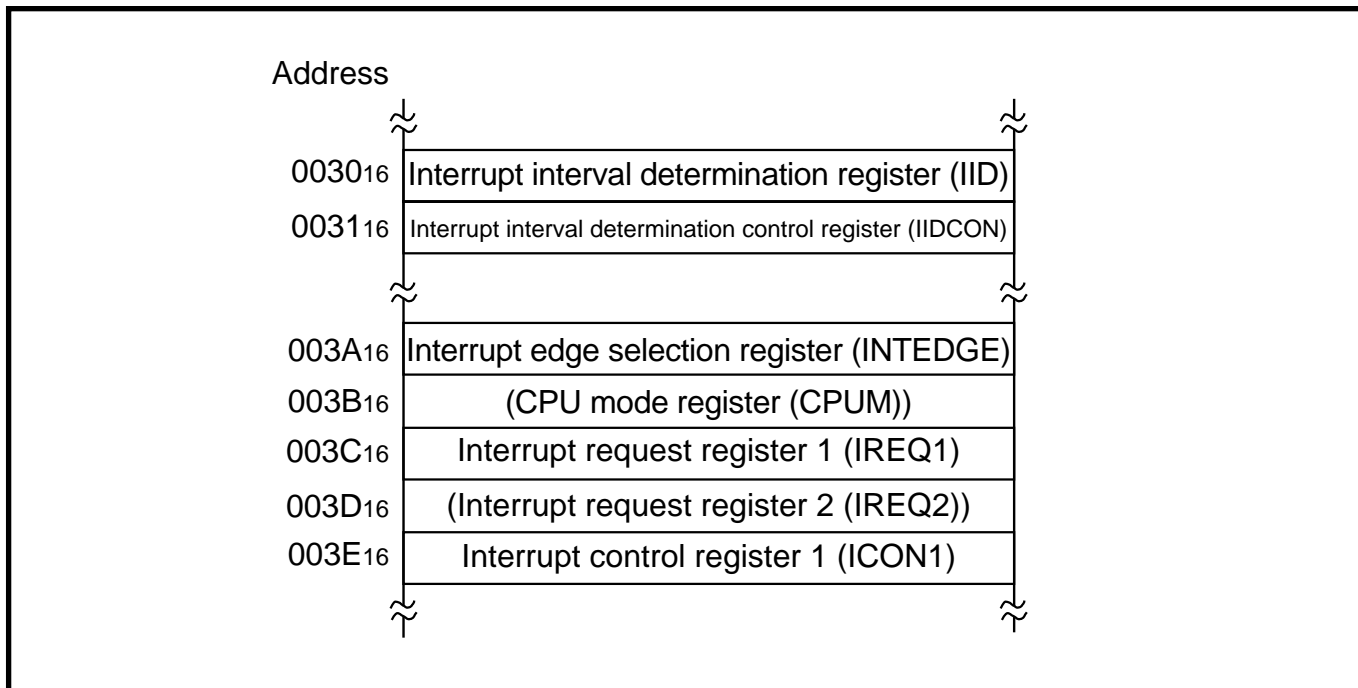 Address
0030₁₆ Interrupt interval determination register (IID)
0031₁₆ Interrupt interval determination control register (IIDCON)
003A₁₆ Interrupt edge selection register (INTEDGE)
003B₁₆ (CPU mode register (CPUM))
003C₁₆ Interrupt request register 1 (IREQ1)
003D₁₆ (Interrupt request register 2 (IREQ2))
003E₁₆ Interrupt control register 1 (ICON1)